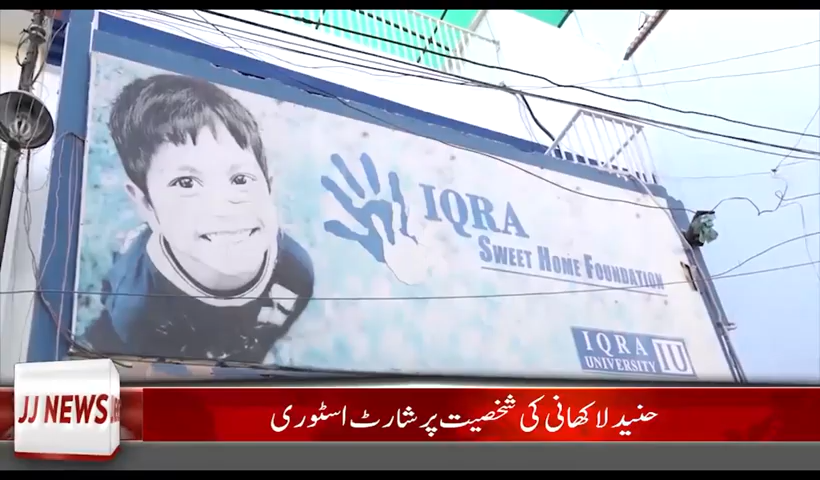 IQRA
SWEET HOME FOUNDATION
IQRA
UNIVERSITY IU
JJ NEWS
حنید لاکھانی کی شخصیت پر شارٹ اسٹوری